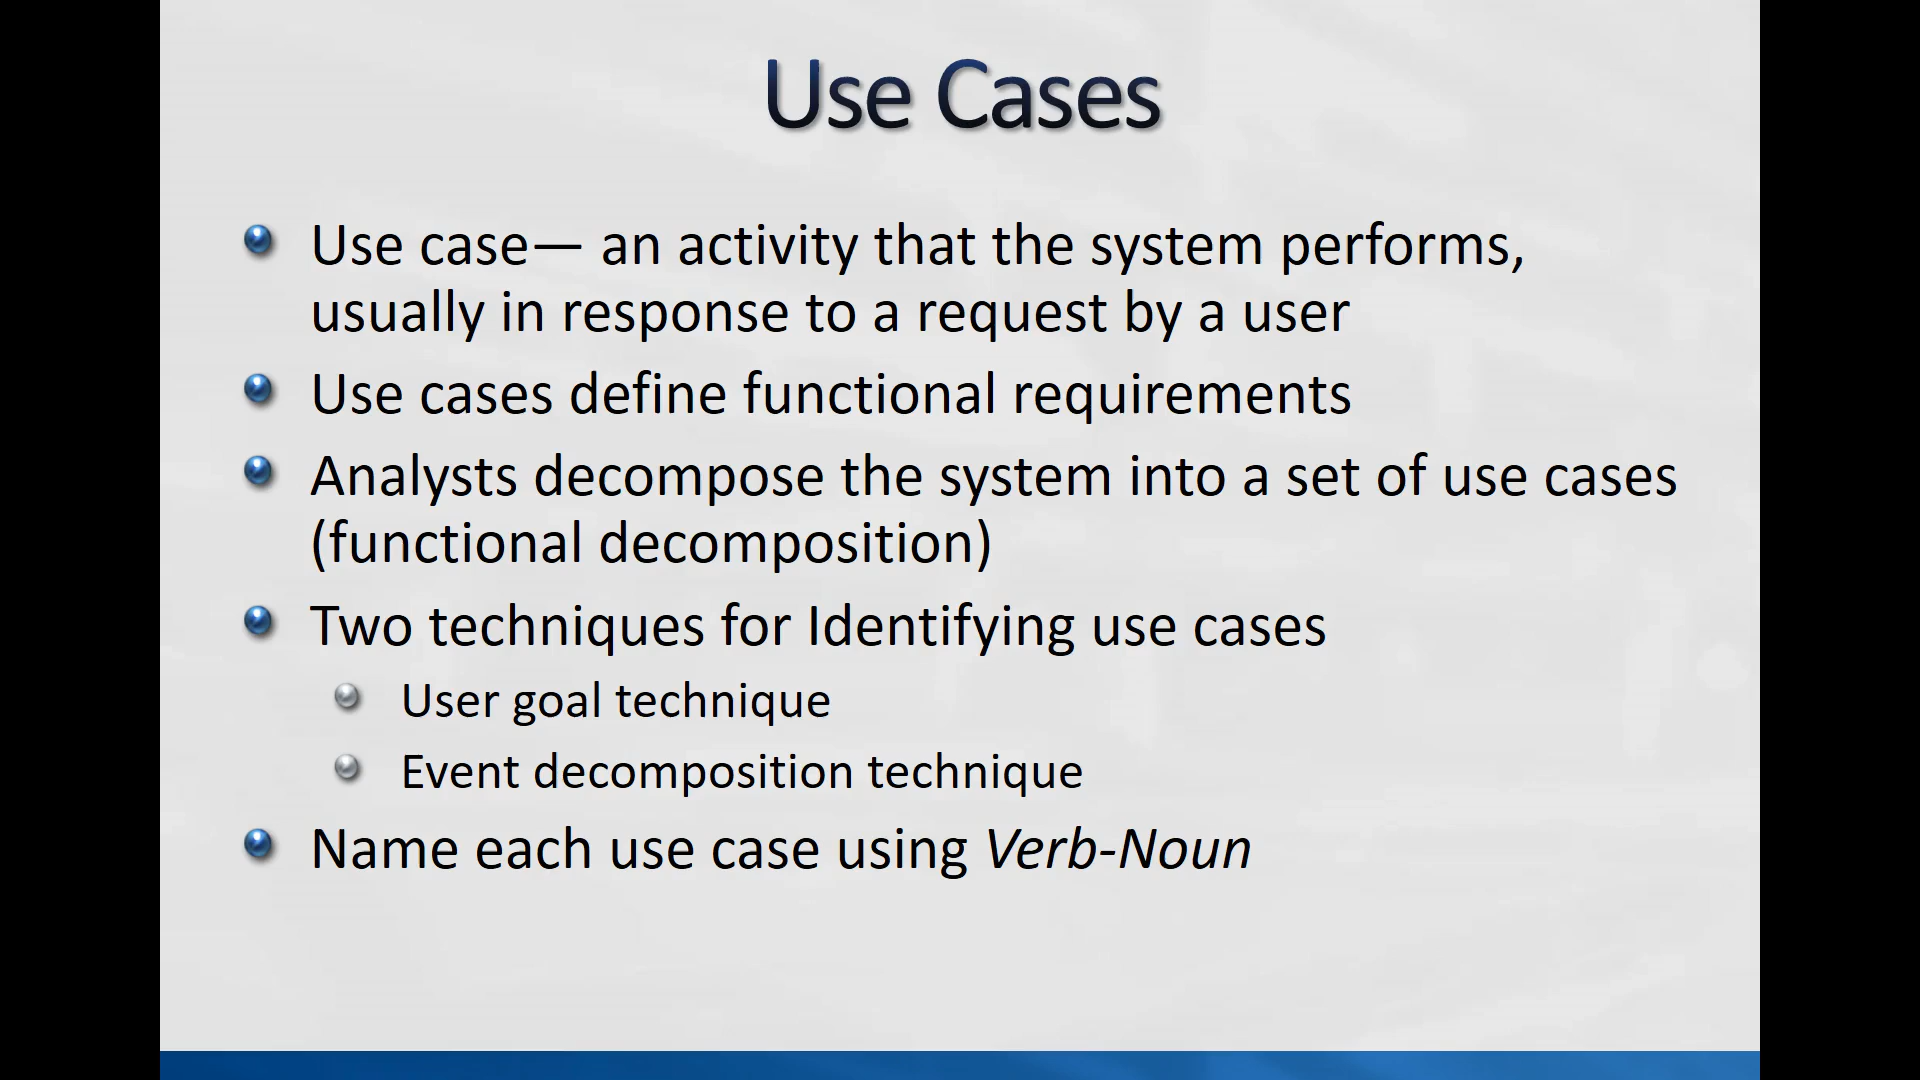 Use Cases
Use case— an activity that the system performs,
usually in response to a request by a user
Use cases define functional requirements
Analysts decompose the system into a set of use cases
(functional decomposition)
Two techniques for Identifying use cases
User goal technique
Event decomposition technique
Name each use case using Verb-Noun